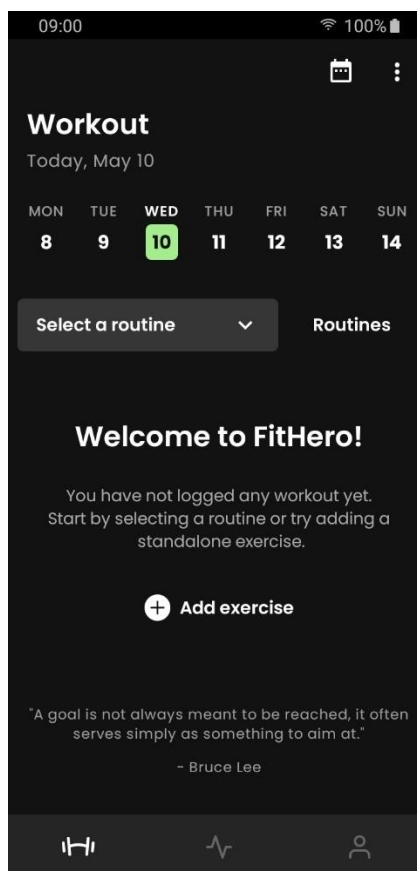 09:00 100%
Workout
Today, May 10
MON TUE WED THU FRI SAT SUN
8 9 10 11 12 13 14
Select a routine Routines
Welcome to FitHero!
You have not logged any workout yet.
Start by selecting a routine or try adding a
standalone exercise.
Add exercise
"A goal is not always meant to be reached, it often
serves simply as something to aim at."
- Bruce Lee